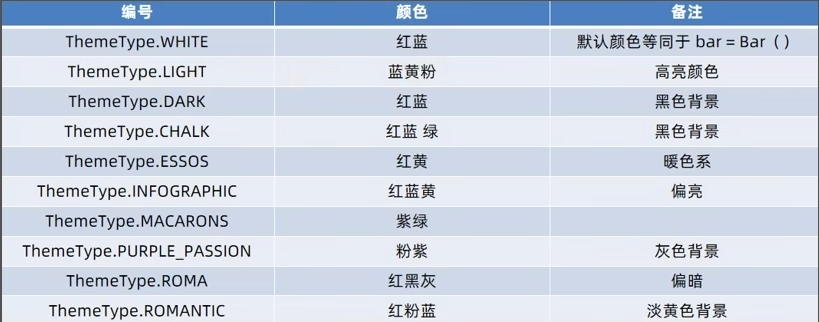 编号 颜色 备注
ThemeType.WHITE 红蓝 默认颜色等同于 bar = Bar（）
ThemeType.LIGHT 蓝黄粉 高亮颜色
ThemeType.DARK 红蓝 黑色背景
ThemeType.CHALK 红蓝 绿 黑色背景
ThemeType.ESSOS 红黄 暖色系
ThemeType.INFOGRAPHIC 红蓝黄 偏亮
ThemeType.MACARONS 紫绿
ThemeType.PURPLE_PASSION 粉紫 灰色背景
ThemeType.ROMA 红黑灰 偏暗
ThemeType.ROMANTIC 红粉蓝 淡黄色背景